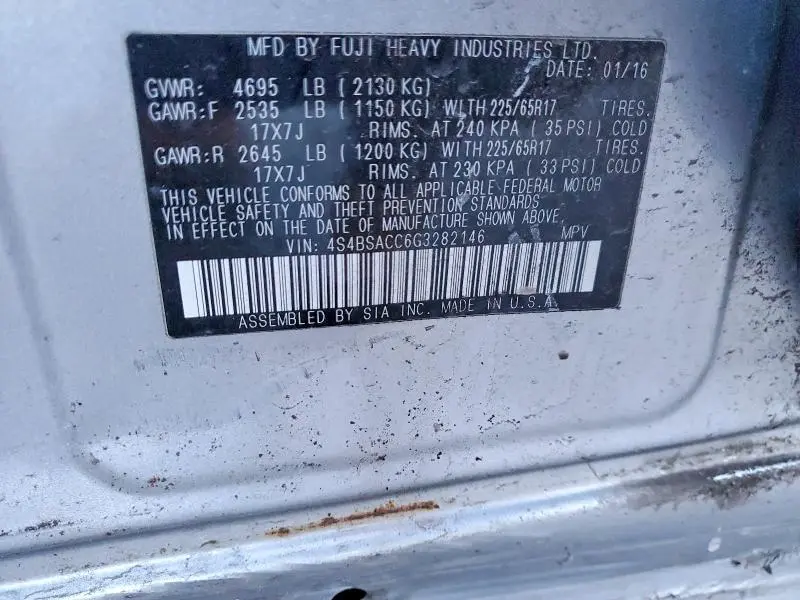 MFD BY FUJI HEAVY INDUSTRIES LTD.
DATE: 01/16
GVWR: 4695 LB ( 2130 KG)
GAWR:F 2535 LB ( 1150 KG) WITH 225/65R17 TIRES.
17X7J RIMS. AT 240 KPA ( 35 PSI) COLD
GAWR:R 2645 LB ( 1200 KG) WITH 225/65R17 TIRES.
17X7J RIMS. AT 230 KPA ( 33 PSI) COLD
THIS VEHICLE CONFORMS TO ALL APPLICABLE FEDERAL MOTOR
VEHICLE SAFETY AND THEFT PREVENTION STANDARDS
IN EFFECT ON THE DATE OF MANUFACTURE SHOWN ABOVE.
VIN: 4S4BSACC6G3282146 MPV
ASSEMBLED BY SIA INC. MADE IN U.S.A.